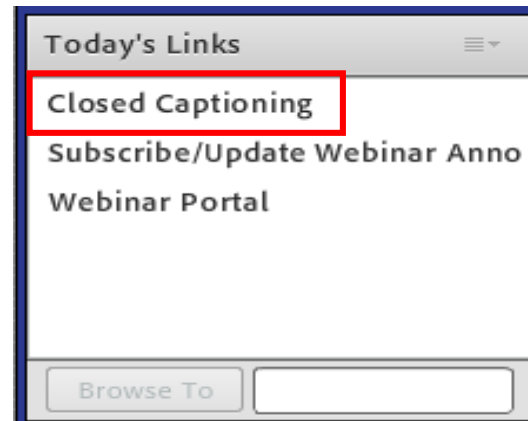 Today's Links
Closed Captioning
Subscribe/Update Webinar Anno
Webinar Portal
Browse To